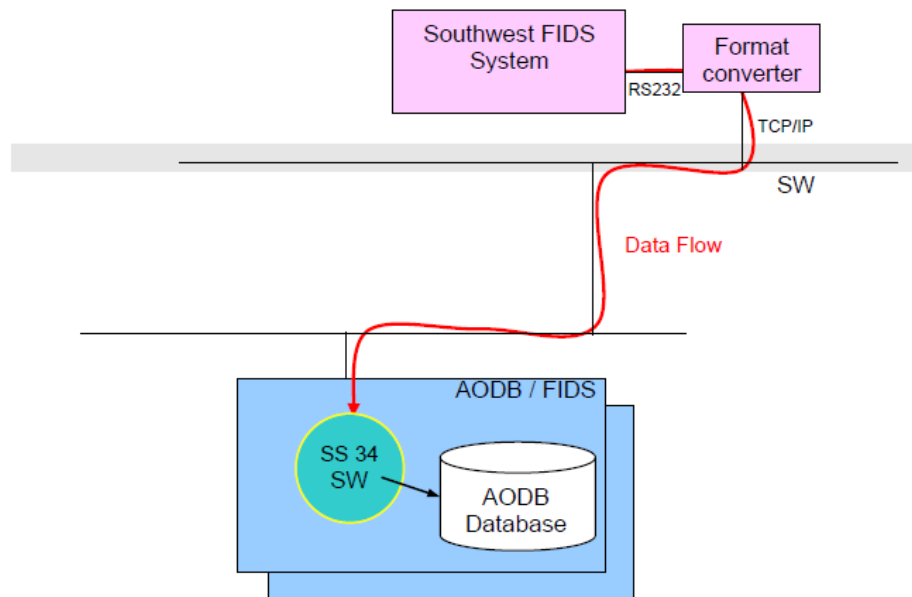 Southwest FIDS
System
Format
converter
RS232
TCP/IP
SW
Data Flow
AODB / FIDS
SS 34
SW
AODB
Database